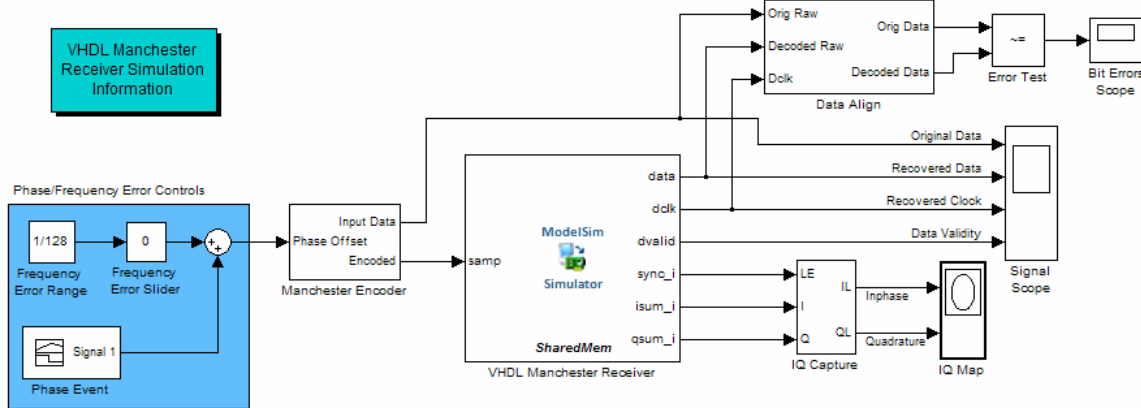 VHDL Manchester
Receiver Simulation
Information
Orig Raw
Decoded Raw
Dclk
Orig Data
Decoded Data
Data Align
~=
Error Test
Bit Errors
Scope
Original Data
Recovered Data
Recovered Clock
Data Validity
Signal
Scope
Phase/Frequency Error Controls
1/128
Frequency
Error Range
0
Frequency
Error Slider
+
+
Signal 1
Phase Event
Input Data
Phase Offset
Encoded
Manchester Encoder
samp
ModelSim
Simulator
SharedMem
data
dclk
dvalid
sync_i
isum_i
qsum_i
VHDL Manchester Receiver
LE
I
Q
IL
QL
IQ Capture
Inphase
Quadrature
IQ Map